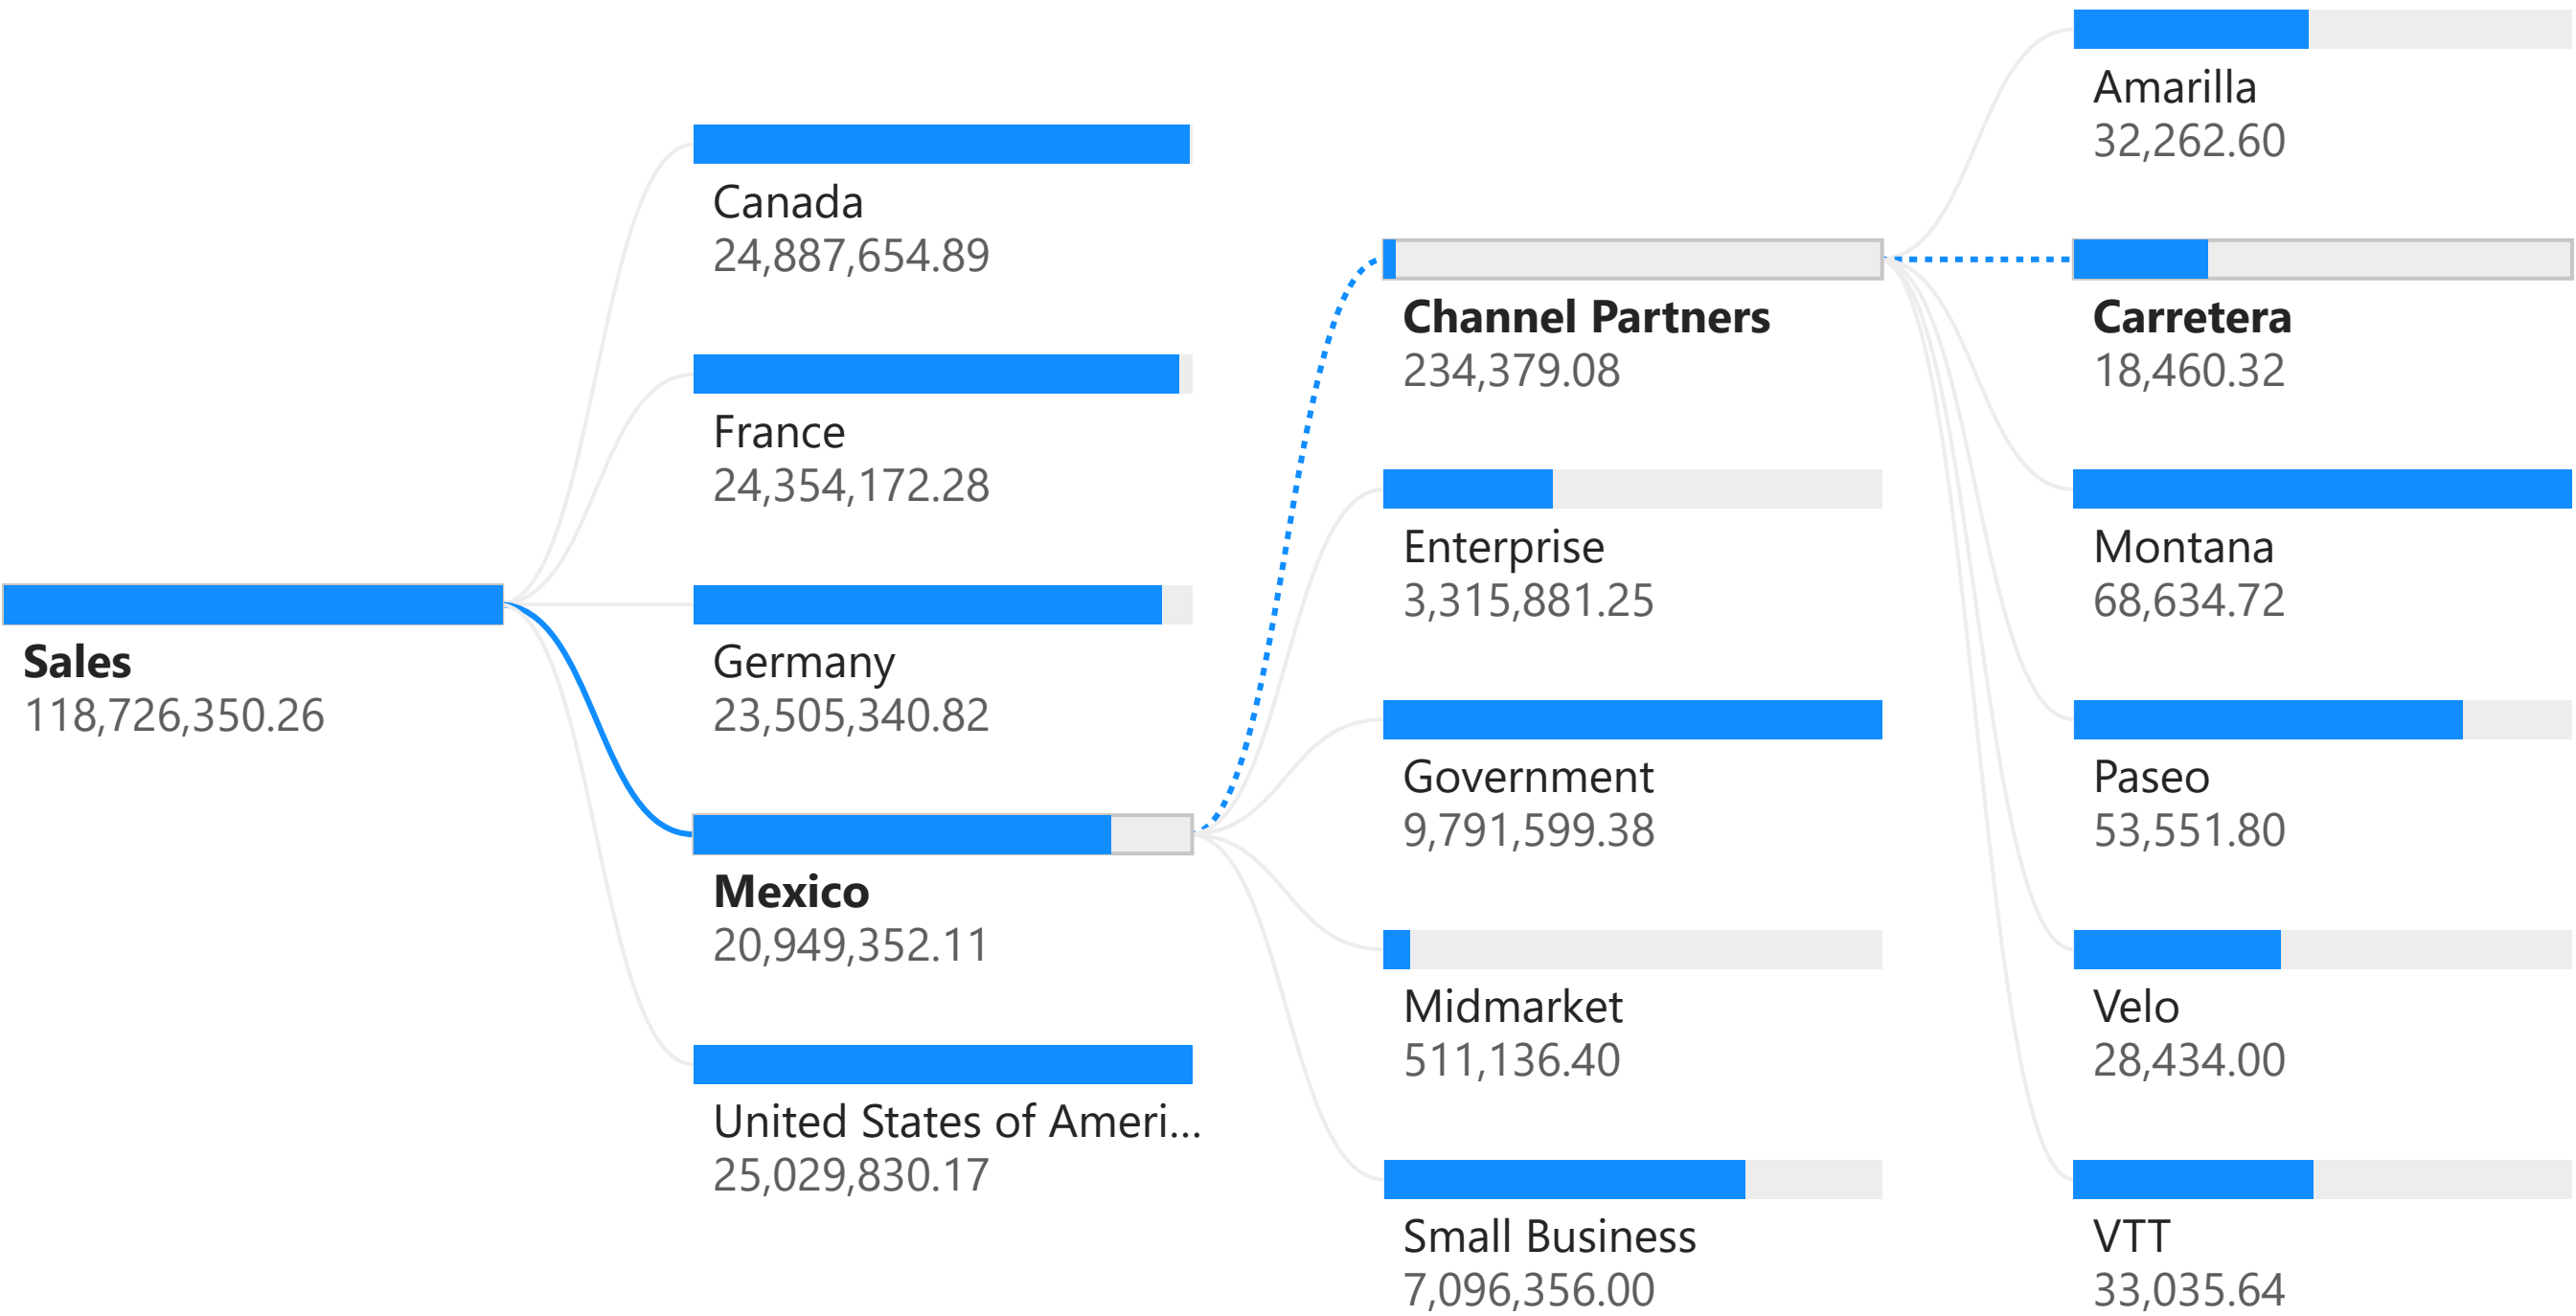 Sales
118,726,350.26
Canada
24,887,654.89
France
24,354,172.28
Germany
23,505,340.82
Mexico
20,949,352.11
United States of Ameri...
25,029,830.17
Channel Partners
234,379.08
Enterprise
3,315,881.25
Government
9,791,599.38
Midmarket
511,136.40
Small Business
7,096,356.00
Amarilla
32,262.60
Carretera
18,460.32
Montana
68,634.72
Paseo
53,551.80
Velo
28,434.00
VTT
33,035.64